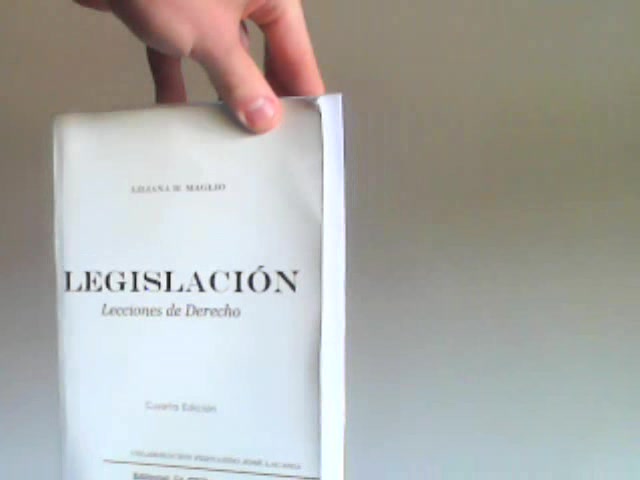 LILIANA H. MAGLIO
LEGISLACIÓN
Lecciones de Derecho
Cuarta Edición